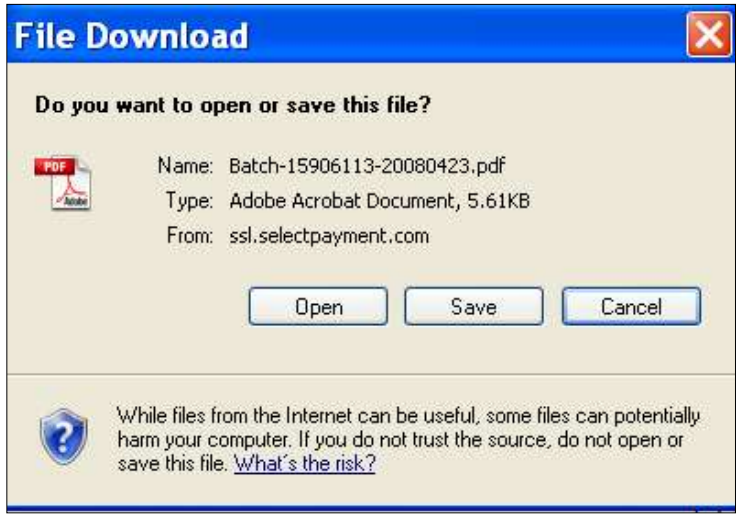 File Download
Do you want to open or save this file?
PDF
Adobe
Name: Batch-15906113-20080423.pdf
Type: Adobe Acrobat Document, 5.61KB
From: ssl.selectpayment.com
Open Save Cancel
While files from the Internet can be useful, some files can potentially
harm your computer. If you do not trust the source, do not open or
save this file. What's the risk?